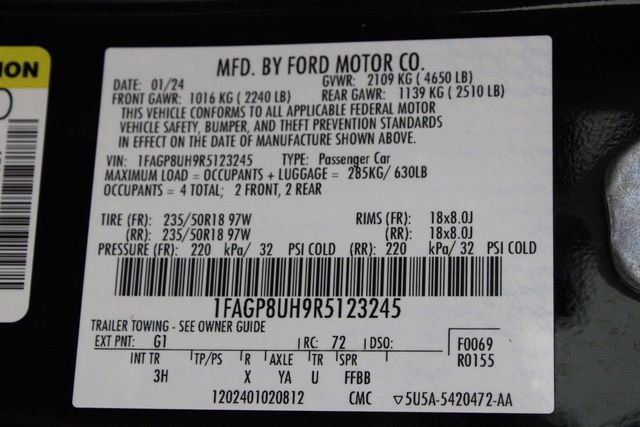 ION
MFD. BY FORD MOTOR CO.
DATE: 01/24 GVWR: 2109 KG ( 4650 LB)
FRONT GAWR: 1016 KG ( 2240 LB) REAR GAWR: 1139 KG ( 2510 LB)
THIS VEHICLE CONFORMS TO ALL APPLICABLE FEDERAL MOTOR
VEHICLE SAFETY, BUMPER, AND THEFT PREVENTION STANDARDS
IN EFFECT ON THE DATE OF MANUFACTURE SHOWN ABOVE.
VIN: 1FAGP8UH9R5123245 TYPE: Passenger Car
MAXIMUM LOAD = OCCUPANTS + LUGGAGE = 285KG/ 630LB
OCCUPANTS = 4 TOTAL; 2 FRONT, 2 REAR
TIRE (FR): 235/50R18 97W RIMS (FR): 18x8.0J
(RR): 235/50R18 97W (RR): 18x8.0J
PRESSURE (FR): 220 kPa/ 32 PSI COLD (RR): 220 kPa/ 32 PSI COLD
1FAGP8UH9R5123245
TRAILER TOWING - SEE OWNER GUIDE
EXT PNT: G1 RC: 72 DSO: F0069
INT TR TP/PS R AXLE TR SPR R0155
3H X YA U FFBB
1202401020812 CMC ▽5U5A-5420472-AA